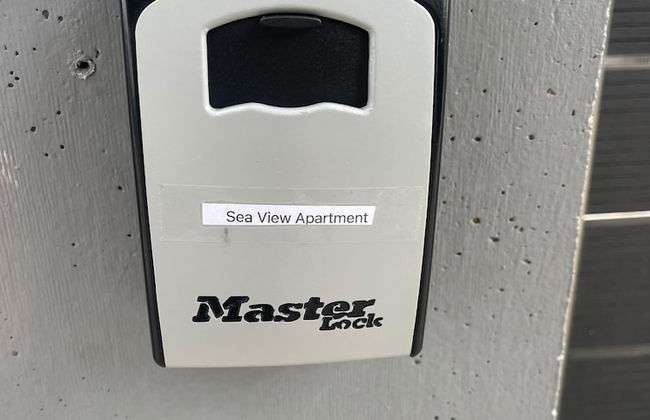 Sea View Apartment
Master
Lock